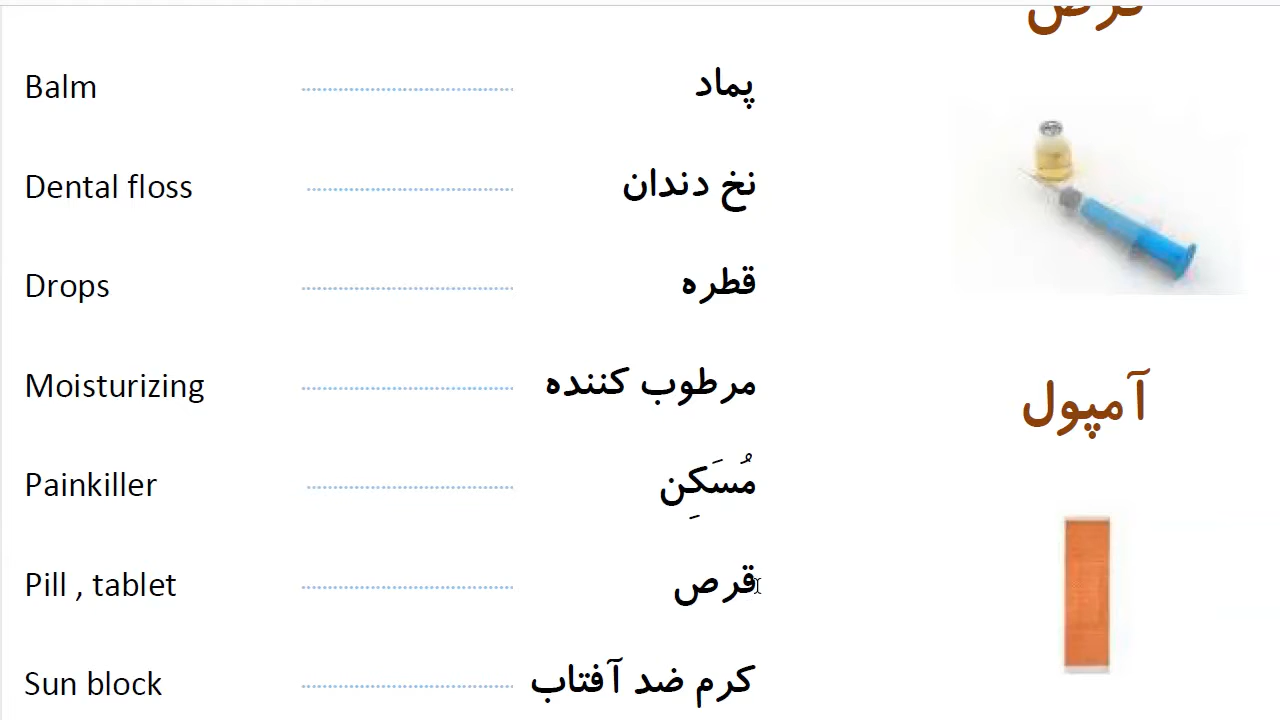 قرص
Balm پماد
Dental floss نخ دندان
Drops قطره
Moisturizing مرطوب کننده
آمپول
Painkiller مُسَکِن
Pill , tablet قرص
Sun block کرم ضد آفتاب